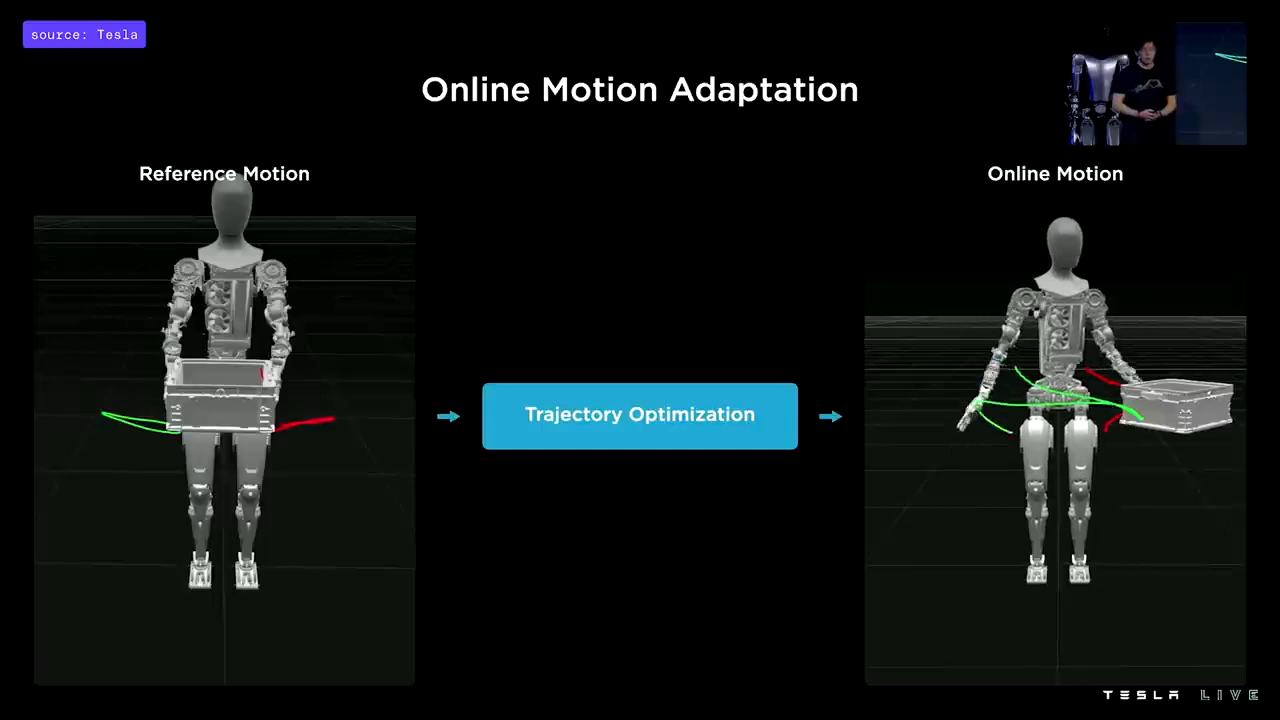 source: Tesla
Online Motion Adaptation
Reference Motion
Online Motion
Trajectory Optimization
TESLA LIVE